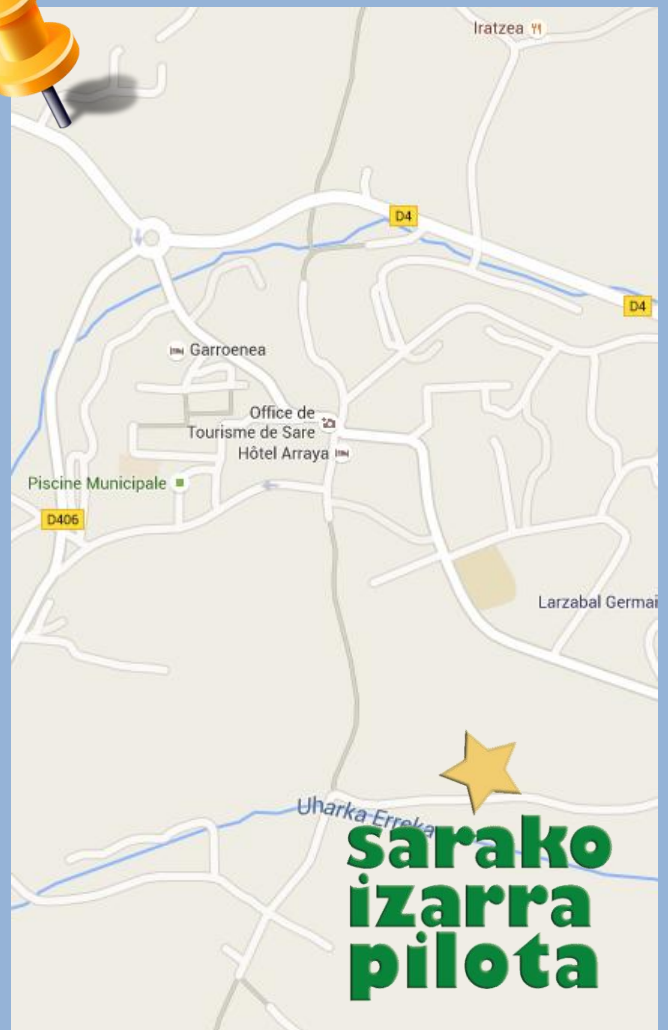 Iratzea
D4
D4
Garroenea
Office de
Tourisme de Sare
Hôtel Arraya
Piscine Municipale
D406
Larzabal Germai
Uharka Erreka
sarako
izarra
pilota